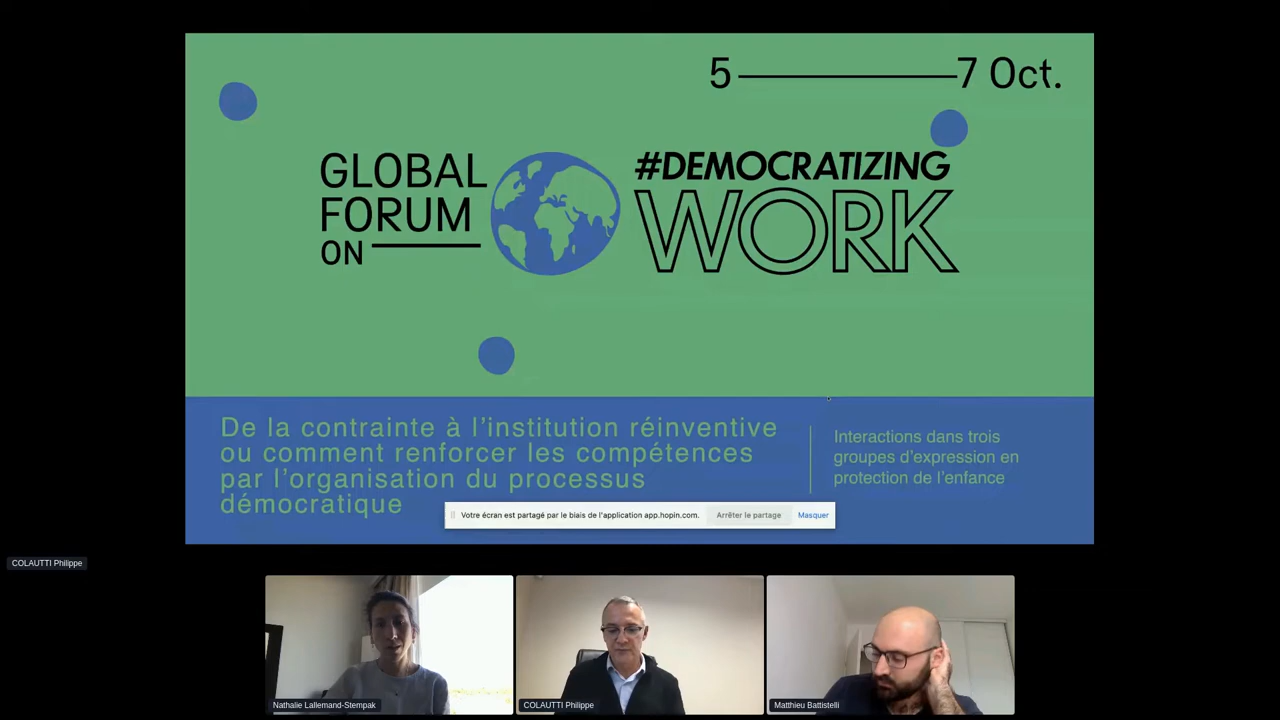 5 7 Oct.
GLOBAL
FORUM
ON
#DEMOCRATIZING
WORK
De la contrainte à l'institution réinventive
ou comment renforcer les compétences
par l'organisation du processus
démocratique
Interactions dans trois
groupes d'expression en
protection de l'enfance
Votre écran est partagé par le biais de l'application app.hopin.com.
Arrêter le partage
Masquer
COLAUTTI Philippe
Nathalie Lallemand-Stempak
COLAUTTI Philippe
Matthieu Battistelli